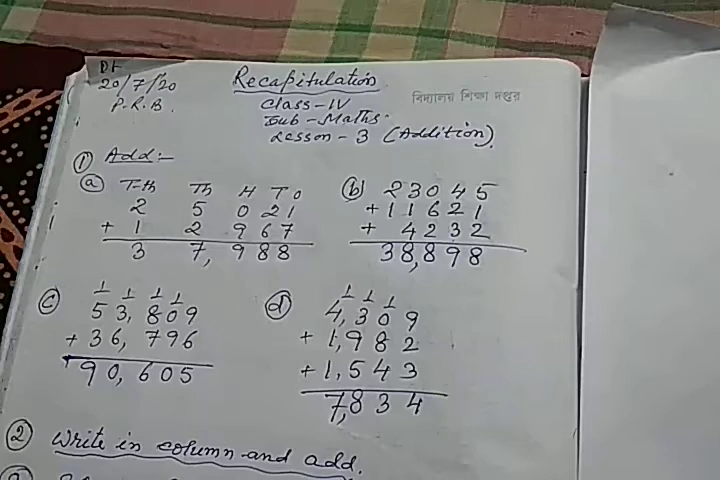 Dt
20/7/20
P.R.B.
Recapitulation
Class-IV
Sub-Maths.
Lesson-3 (Addition)
বিদ্যালয় শিক্ষা দপ্তর
① Add:-
ⓐ T-th Th H T O
2 5 0 2 1
+ 1 2 9 6 7
3 7, 9 8 8
ⓑ 2 3 0 4 5
+ 1 1 6 2 1
+ 4 2 3 2
3 8, 8 9 8
ⓒ 1 1 1 1
5 3, 8 0 9
+ 3 6, 7 9 6
9 0, 6 0 5
ⓓ 1 1 1
4, 3 0 9
+ 1, 9 8 2
+ 1, 5 4 3
7, 8 3 4
② Write in column and add.